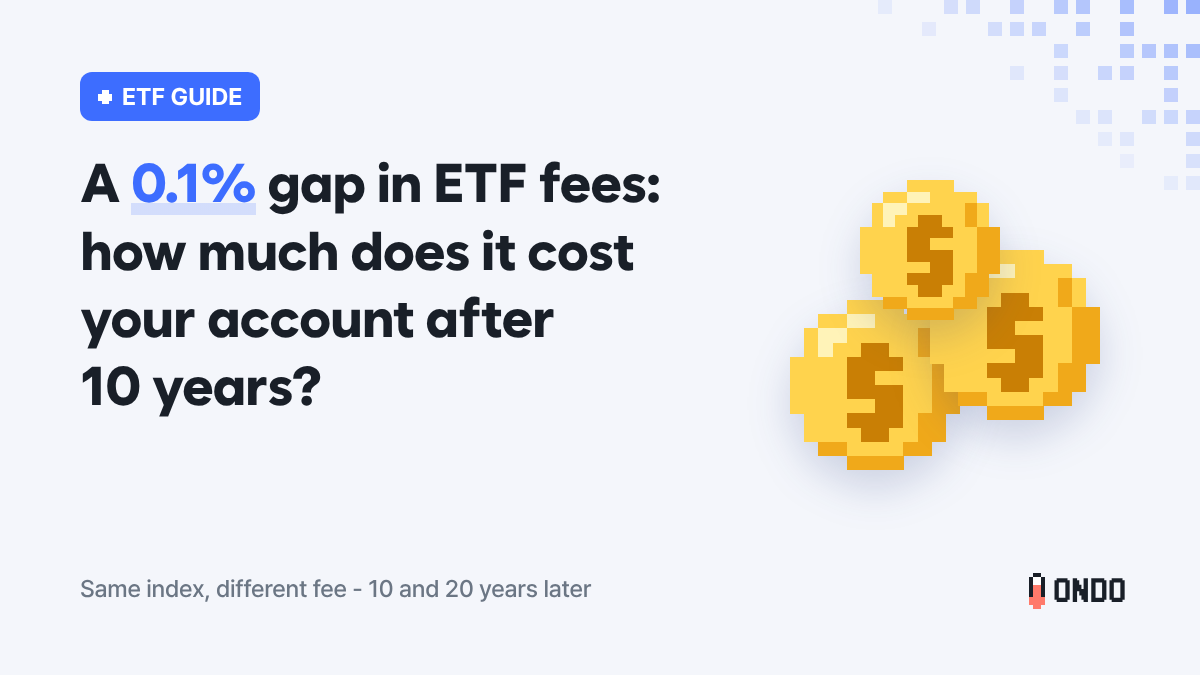 ETF GUIDE
A 0.1% gap in ETF fees:
how much does it cost
your account after
10 years?
Same index, different fee - 10 and 20 years later
ONDO